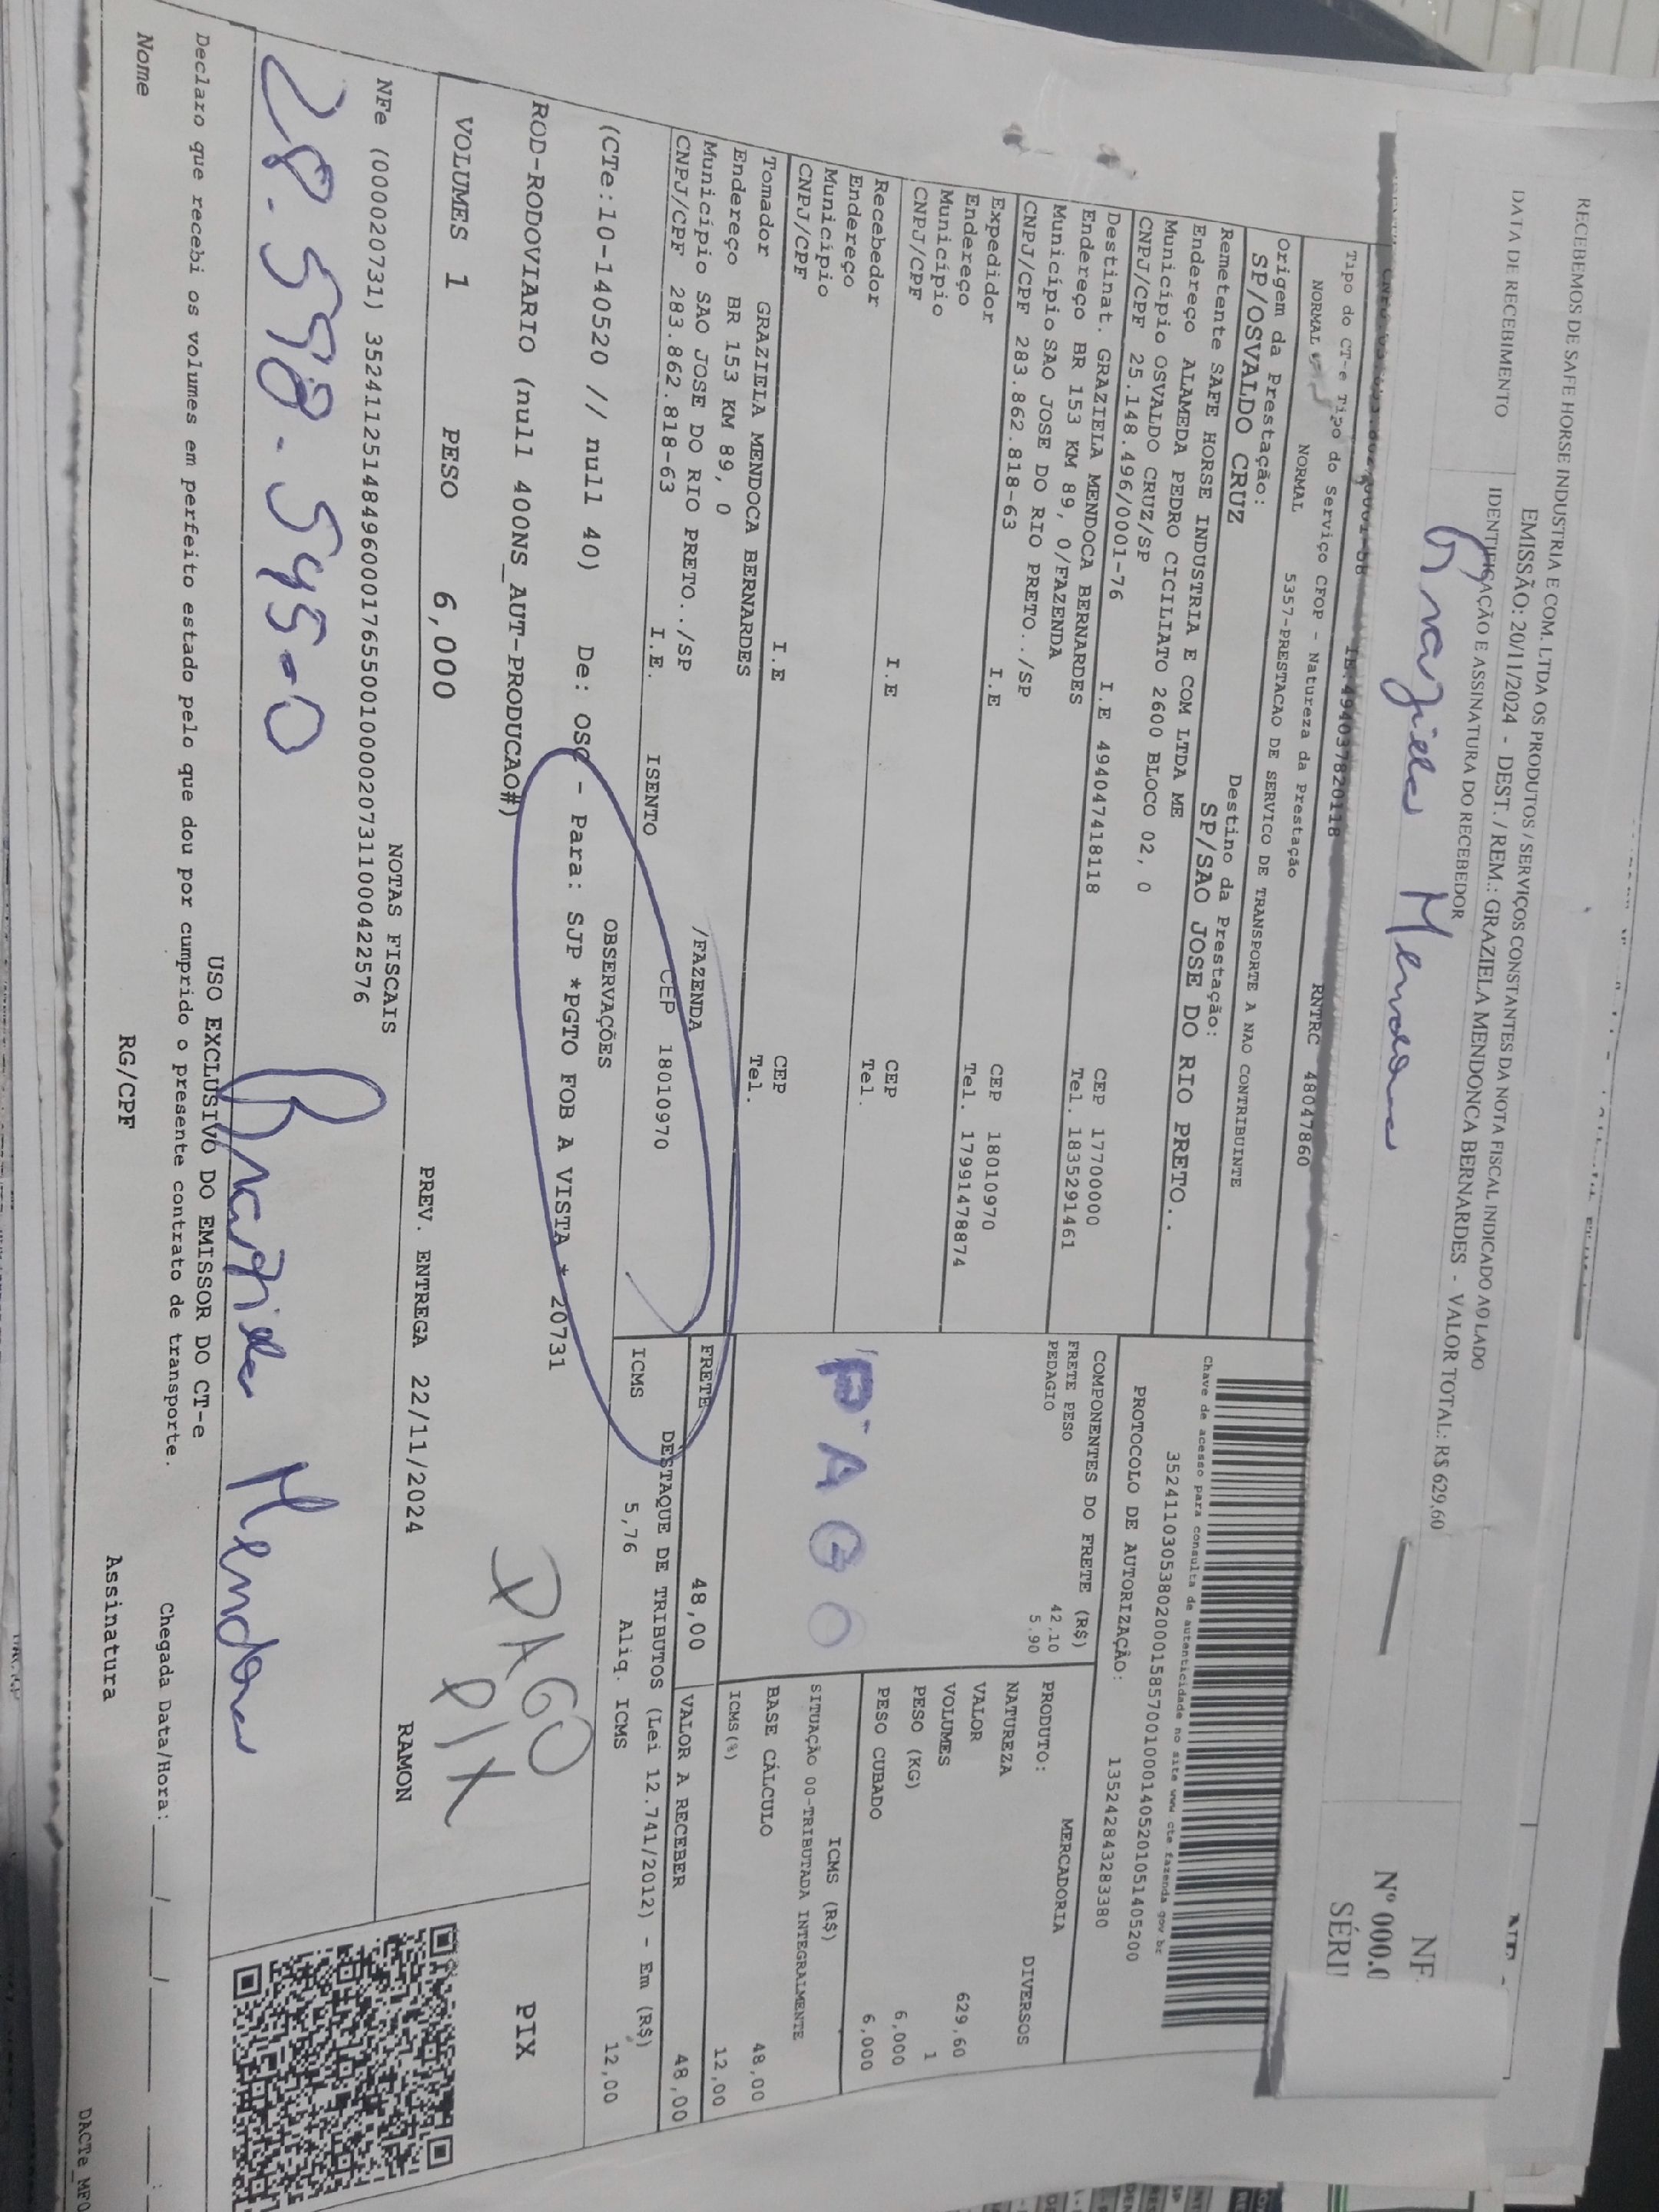 RECEBEMOS DE SAFE HORSE INDUSTRIA E COM. LTDA OS PRODUTOS / SERVIÇOS CONSTANTES DA NOTA FISCAL INDICADO AO LADO
EMISSÃO: 20/11/2024 - DEST. / REM.: GRAZIELA MENDONCA BERNARDES - VALOR TOTAL: R$ 629,60
DATA DE RECEBIMENTO
IDENTIFICAÇÃO E ASSINATURA DO RECEBEDOR
Graziela Mendonca
NF
Nº 000.0
SÉRI
IE:494037820118
RNTRC 48047860
Tipo do CT-e Tipo do Serviço CFOP - Natureza da Prestação
NORMAL NORMAL 5357-PRESTACAO DE SERVICO DE TRANSPORTE A NAO CONTRIBUINTE
Origem da Prestação: Destino da Prestação:
SP/OSVALDO CRUZ SP/SAO JOSE DO RIO PRETO..
Chave de acesso para consulta de autenticidade no site www cte fazenda gov br
35241103053802000158570010001405201051405200
PROTOCOLO DE AUTORIZAÇÃO: 135242843283380
Remetente SAFE HORSE INDUSTRIA E COM LTDA ME
Endereço ALAMEDA PEDRO CICILIATO 2600 BLOCO 02, 0
Município OSVALDO CRUZ/SP CEP 17700000
CNPJ/CPF 25.148.496/0001-76 I.E 494047418118 Tel. 1835291461
Destinat. GRAZIELA MENDOCA BERNARDES
Endereço BR 153 KM 89, 0/FAZENDA
Município SAO JOSE DO RIO PRETO../SP CEP 18010970
CNPJ/CPF 283.862.818-63 I.E Tel. 17991478874
Expedidor
Endereço
Município CEP
CNPJ/CPF I.E Tel.
Recebedor
Endereço
Município CEP
CNPJ/CPF I.E Tel.
Tomador GRAZIELA MENDOCA BERNARDES
Endereço BR 153 KM 89, 0 /FAZENDA
Município SAO JOSE DO RIO PRETO../SP CEP 18010970
CNPJ/CPF 283.862.818-63 I.E. ISENTO
COMPONENTES DO FRETE (R$)
FRETE PESO 42,10
PEDAGIO 5.90
PAGO
FRETE 48,00
MERCADORIA
PRODUTO: DIVERSOS
NATUREZA
VALOR 629,60
VOLUMES 1
PESO (KG) 6,000
PESO CUBADO 6,000
ICMS (R$)
SITUAÇÃO 00-TRIBUTADA INTEGRALMENTE
BASE CÁLCULO 48,00
ICMS(%) 12,00
VALOR A RECEBER 48,00
DESTAQUE DE TRIBUTOS (Lei 12.741/2012) - Em (R$)
ICMS 5,76 Aliq. ICMS 12,00
OBSERVAÇÕES
(CTe:10-140520 // null 40) De: OSC - Para: SJP *PGTO FOB A VISTA * 20731
ROD-RODOVIARIO (null 400NS_AUT-PRODUCAO#)
PAGO
PIX
PIX
VOLUMES 1 PESO 6,000 PREV. ENTREGA 22/11/2024 RAMON
NOTAS FISCAIS
NFe (000020731) 35241125148496000176550010000207311000422576
28.598.545-0 Graziela Mendonca
USO EXCLUSIVO DO EMISSOR DO CT-e
Declaro que recebi os volumes em perfeito estado pelo que dou por cumprido o presente contrato de transporte.
Chegada Data/Hora: ____/____/______ ___:
Nome RG/CPF Assinatura
DACTe_MF0